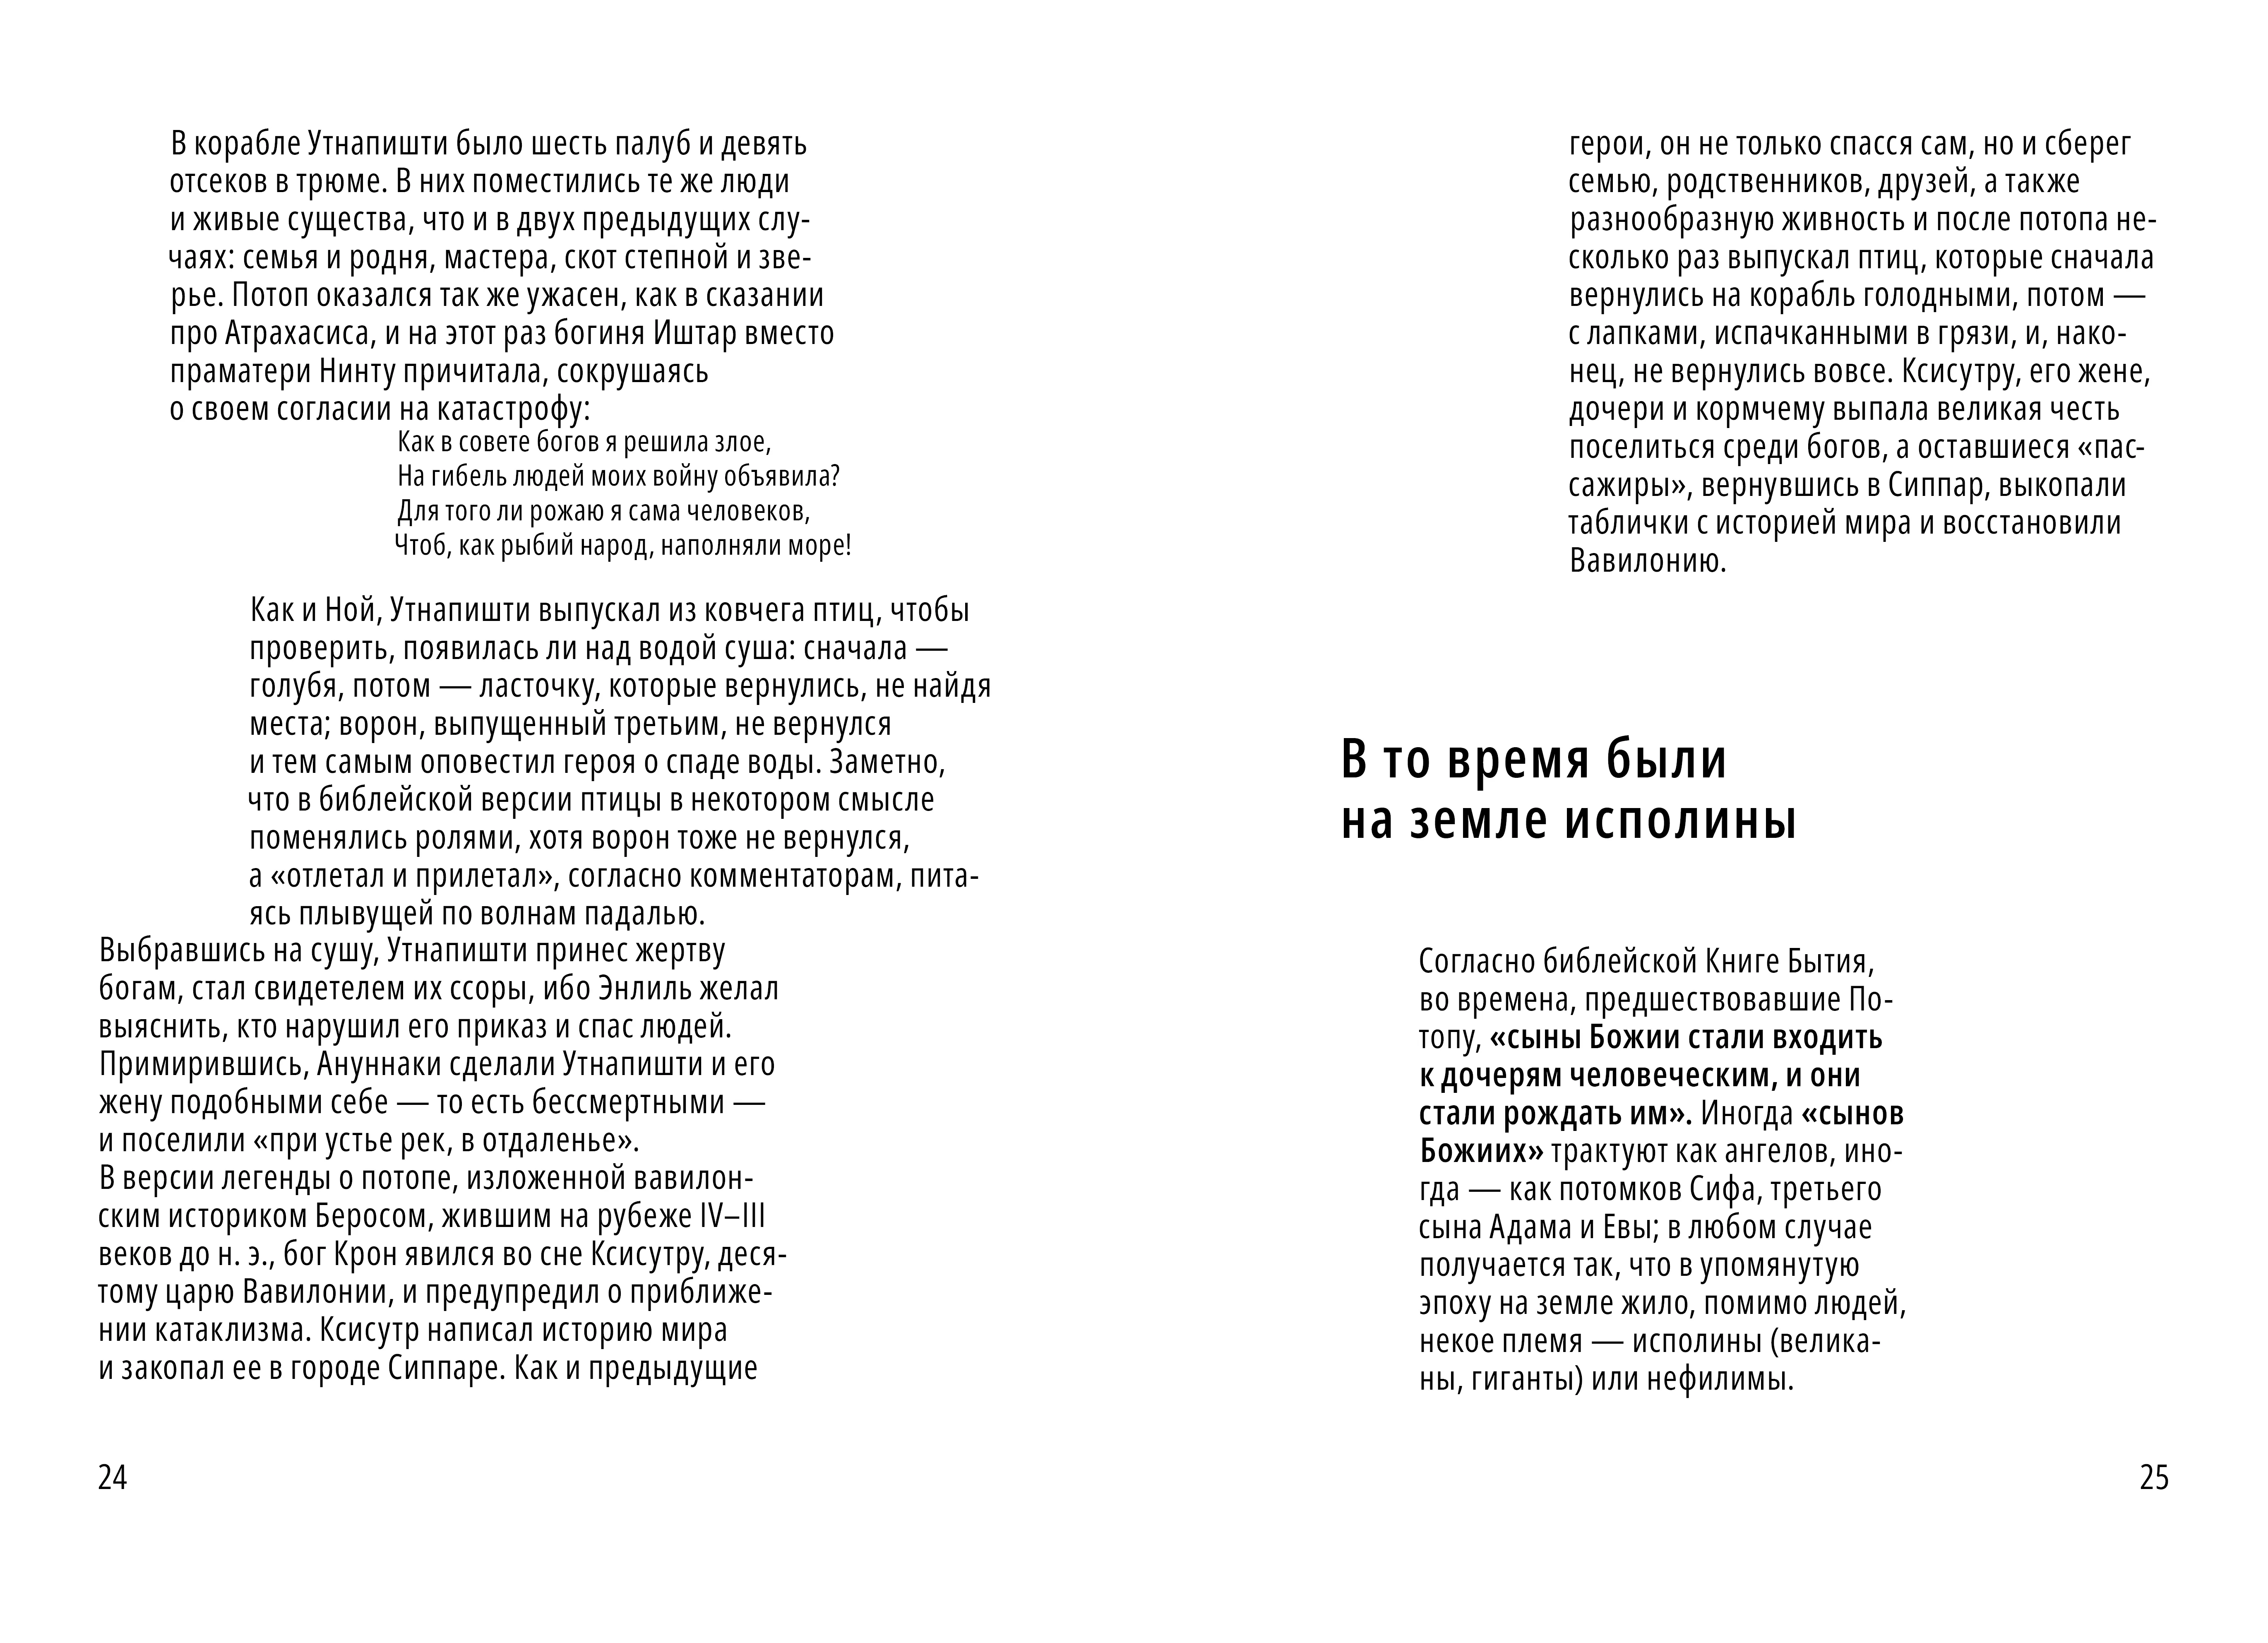 В корабле Утнапишти было шесть палуб и девять
отсеков в трюме. В них поместились те же люди
и живые существа, что и в двух предыдущих слу-
чаях: семья и родня, мастера, скот степной и зве-
рье. Потоп оказался так же ужасен, как в сказании
про Атрахасиса, и на этот раз богиня Иштар вместо
праматери Нинту причитала, сокрушаясь
о своем согласии на катастрофу:
Как в совете богов я решила злое,
На гибель людей моих войну объявила?
Для того ли рожаю я сама человеков,
Чтоб, как рыбий народ, наполняли море!
Как и Ной, Утнапишти выпускал из ковчега птиц, чтобы
проверить, появилась ли над водой суша: сначала —
голубя, потом — ласточку, которые вернулись, не найдя
места; ворон, выпущенный третьим, не вернулся
и тем самым оповестил героя о спаде воды. Заметно,
что в библейской версии птицы в некотором смысле
поменялись ролями, хотя ворон тоже не вернулся,
а «отлетал и прилетал», согласно комментаторам, пита-
ясь плывущей по волнам падалью.
Выбравшись на сушу, Утнапишти принес жертву
богам, стал свидетелем их ссоры, ибо Энлиль желал
выяснить, кто нарушил его приказ и спас людей.
Примирившись, Ануннаки сделали Утнапишти и его
жену подобными себе — то есть бессмертными —
и поселили «при устье рек, в отдаленье».
В версии легенды о потопе, изложенной вавилон-
ским историком Беросом, жившим на рубеже IV–III
веков до н. э., бог Крон явился во сне Ксисутру, деся-
тому царю Вавилонии, и предупредил о приближе-
нии катаклизма. Ксисутр написал историю мира
и закопал ее в городе Сиппаре. Как и предыдущие
24
герои, он не только спасся сам, но и сберег
семью, родственников, друзей, а также
разнообразную живность и после потопа не-
сколько раз выпускал птиц, которые сначала
вернулись на корабль голодными, потом —
с лапками, испачканными в грязи, и, нако-
нец, не вернулись вовсе. Ксисутру, его жене,
дочери и кормчему выпала великая честь
поселиться среди богов, а оставшиеся «пас-
сажиры», вернувшись в Сиппар, выкопали
таблички с историей мира и восстановили
Вавилонию.
В то время были
на земле исполины
Согласно библейской Книге Бытия,
во времена, предшествовавшие По-
топу, «сыны Божии стали входить
к дочерям человеческим, и они
стали рождать им». Иногда «сынов
Божиих» трактуют как ангелов, ино-
гда — как потомков Сифа, третьего
сына Адама и Евы; в любом случае
получается так, что в упомянутую
эпоху на земле жило, помимо людей,
некое племя — исполины (велика-
ны, гиганты) или нефилимы.
25